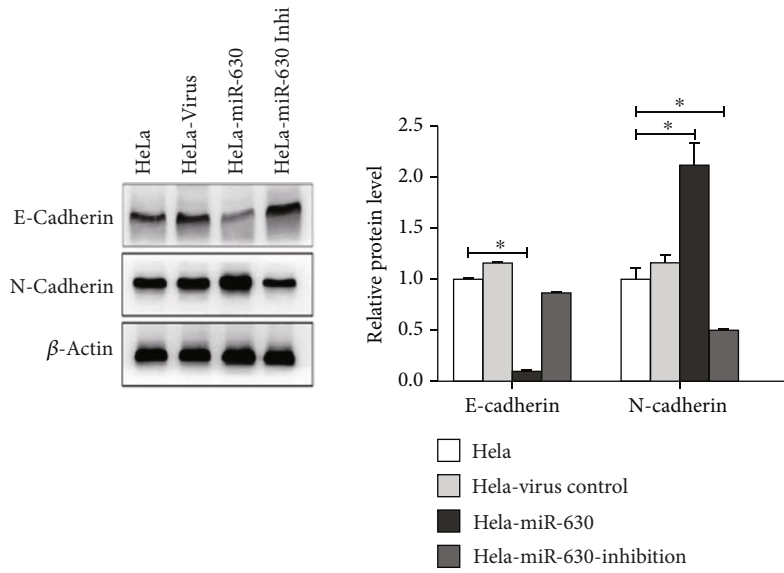 HeLa
HeLa-Virus
HeLa-miR-630
HeLa-miR-630 Inhi
E-Cadherin
N-Cadherin
β-Actin
Relative protein level
2.5
2.0
1.5
1.0
0.5
0.0
*
*
*
E-cadherin
N-cadherin
Hela
Hela-virus control
Hela-miR-630
Hela-miR-630-inhibition